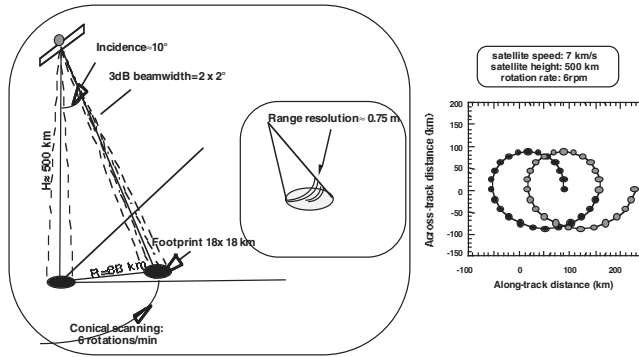 Incidence≈10°
3dB beamwidth=2 x 2°
H≈ 500 km
Range resolution≈ 0.75 m
Footprint 18x 18 km
R=88 km
Conical scanning:
6 rotations/min
satellite speed: 7 km/s
satellite height: 500 km
rotation rate: 6rpm
Across-track distance (km)
200
150
100
50
0
-50
-100
-150
-100
0
100
200
Along-track distance (km)